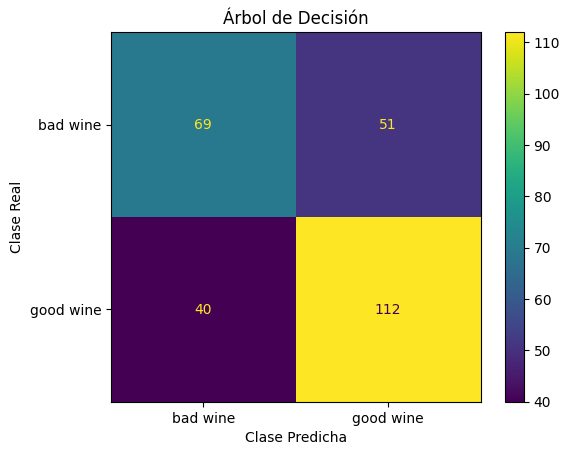 Árbol de Decisión
Clase Real
bad wine
69
51
good wine
40
112
bad wine
good wine
Clase Predicha
110
100
90
80
70
60
50
40